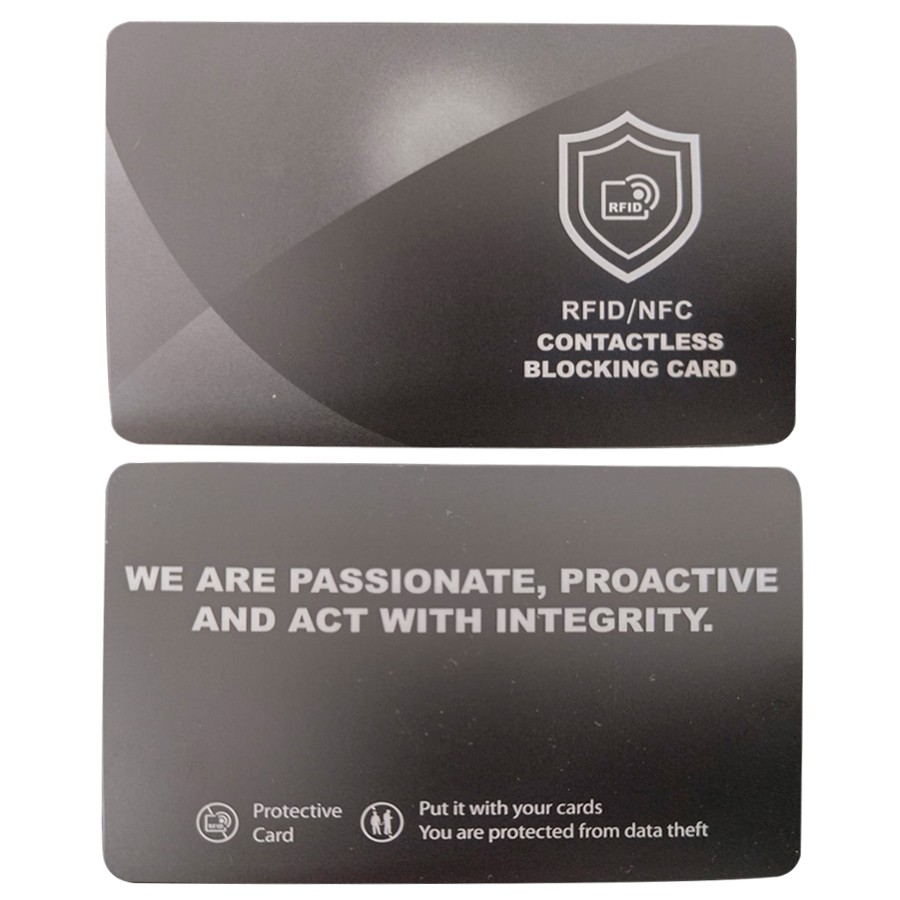 RFID
RFID/NFC
CONTACTLESS
BLOCKING CARD
WE ARE PASSIONATE, PROACTIVE
AND ACT WITH INTEGRITY.
RFID
Protective
Card
Put it with your cards
You are protected from data theft